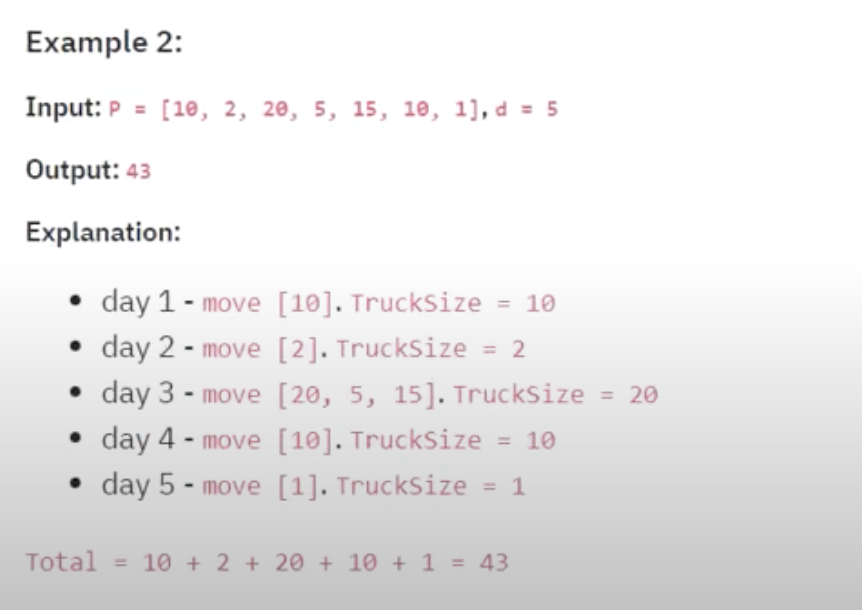 Example 2:
Input: P = [10, 2, 20, 5, 15, 10, 1], d = 5
Output: 43
Explanation:
• day 1 - move [10]. TruckSize = 10
• day 2 - move [2]. TruckSize = 2
• day 3 - move [20, 5, 15]. TruckSize = 20
• day 4 - move [10]. TruckSize = 10
• day 5 - move [1]. TruckSize = 1
Total = 10 + 2 + 20 + 10 + 1 = 43